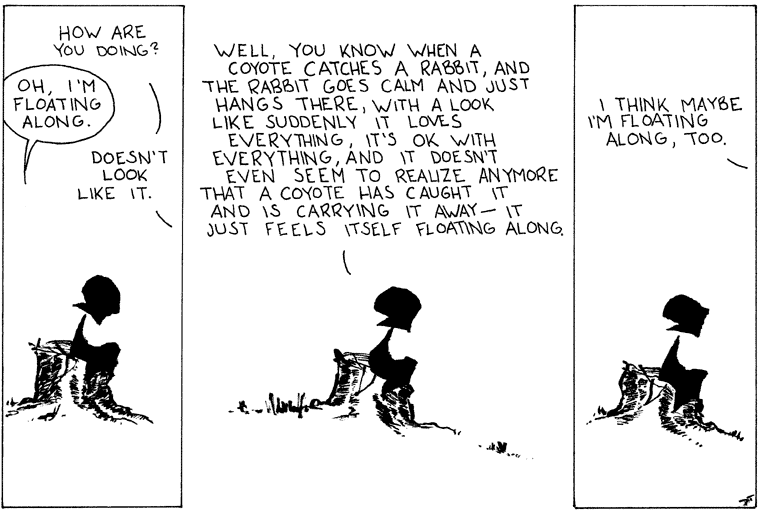 HOW ARE
YOU DOING?
OH, I'M
FLOATING
ALONG.
DOESN'T
LOOK
LIKE IT.
WELL, YOU KNOW WHEN A
COYOTE CATCHES A RABBIT, AND
THE RABBIT GOES CALM AND JUST
HANGS THERE, WITH A LOOK
LIKE SUDDENLY IT LOVES
EVERYTHING, IT'S OK WITH
EVERYTHING, AND IT DOESN'T
EVEN SEEM TO REALIZE ANYMORE
THAT A COYOTE HAS CAUGHT IT
AND IS CARRYING IT AWAY— IT
JUST FEELS ITSELF FLOATING ALONG.
I THINK MAYBE
I'M FLOATING
ALONG, TOO.